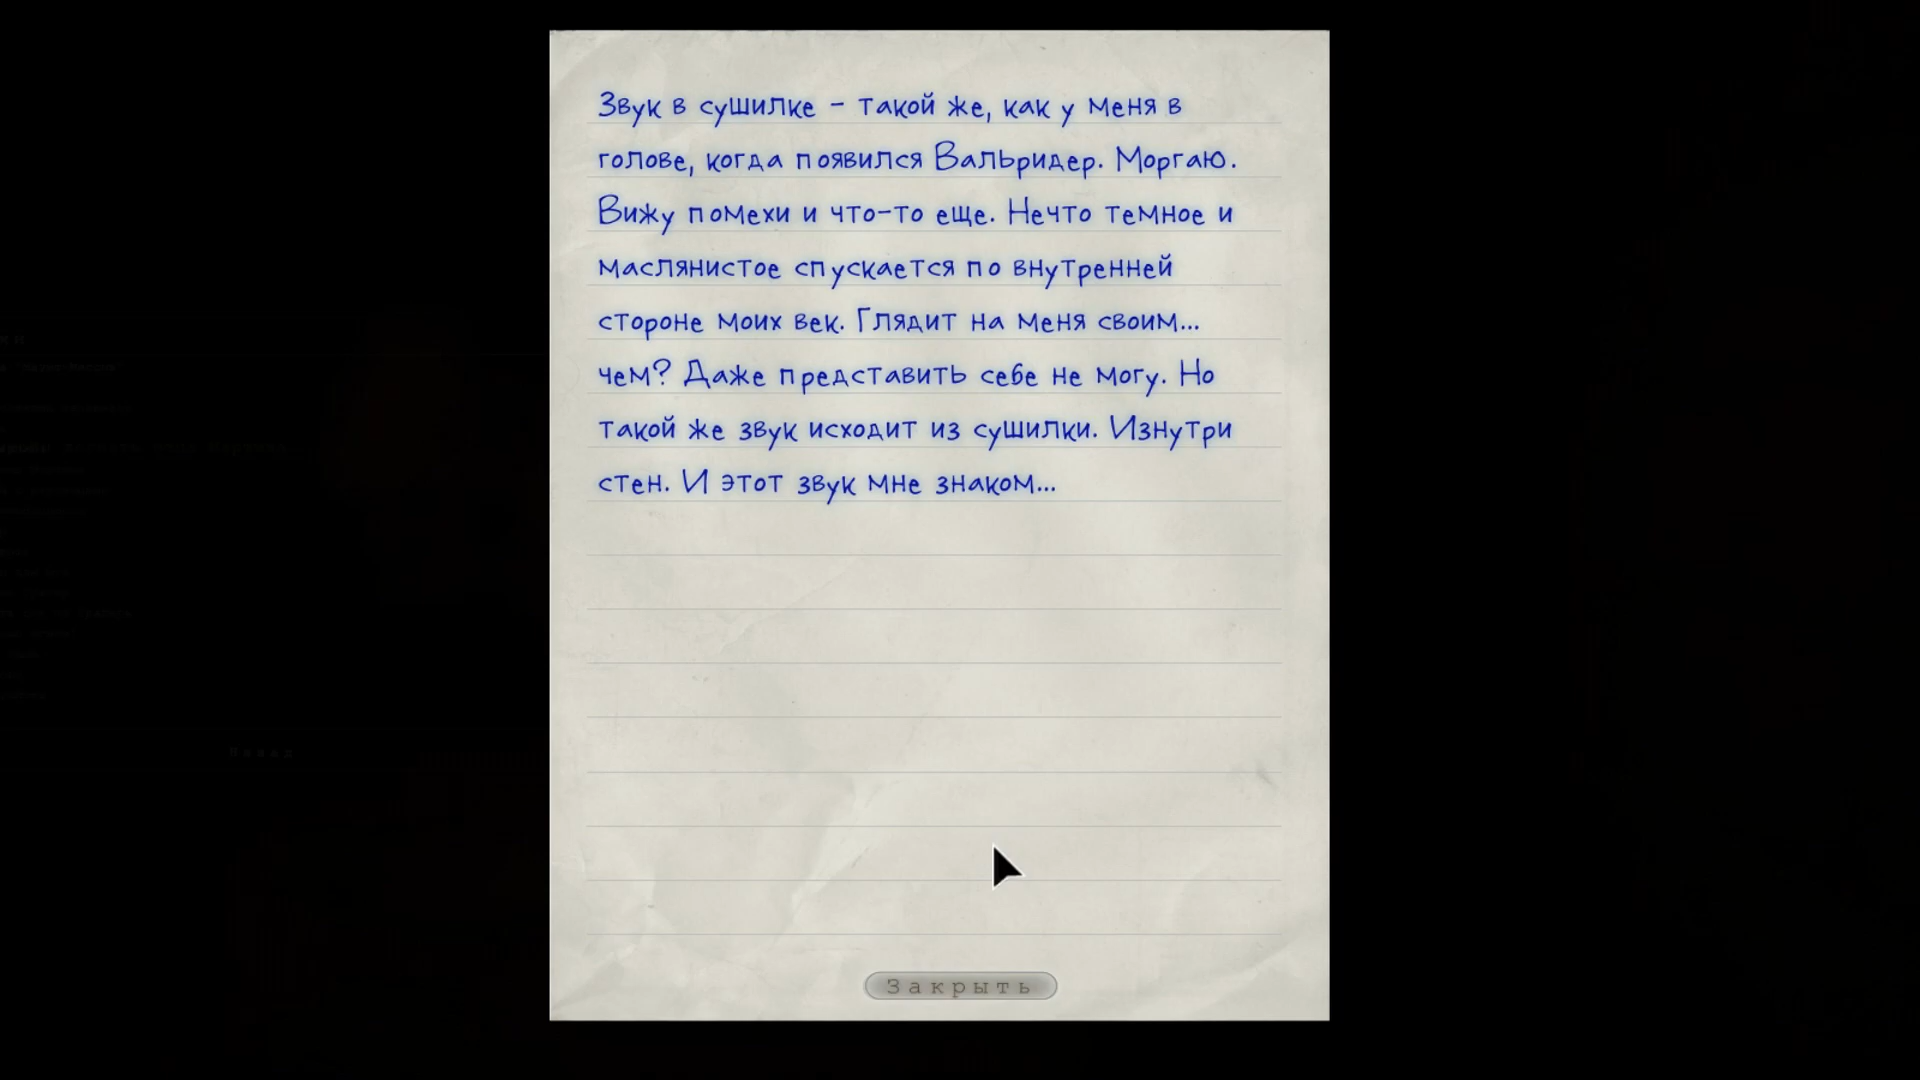 Звук в сушилке - такой же, как у меня в
голове, когда появился Вальридер. Моргаю.
Вижу помехи и что-то еще. Нечто темное и
маслянистое спускается по внутренней
стороне моих век. Глядит на меня своим...
чем? Даже представить себе не могу. Но
такой же звук исходит из сушилки. Изнутри
стен. И этот звук мне знаком...
Назад
Закрыть